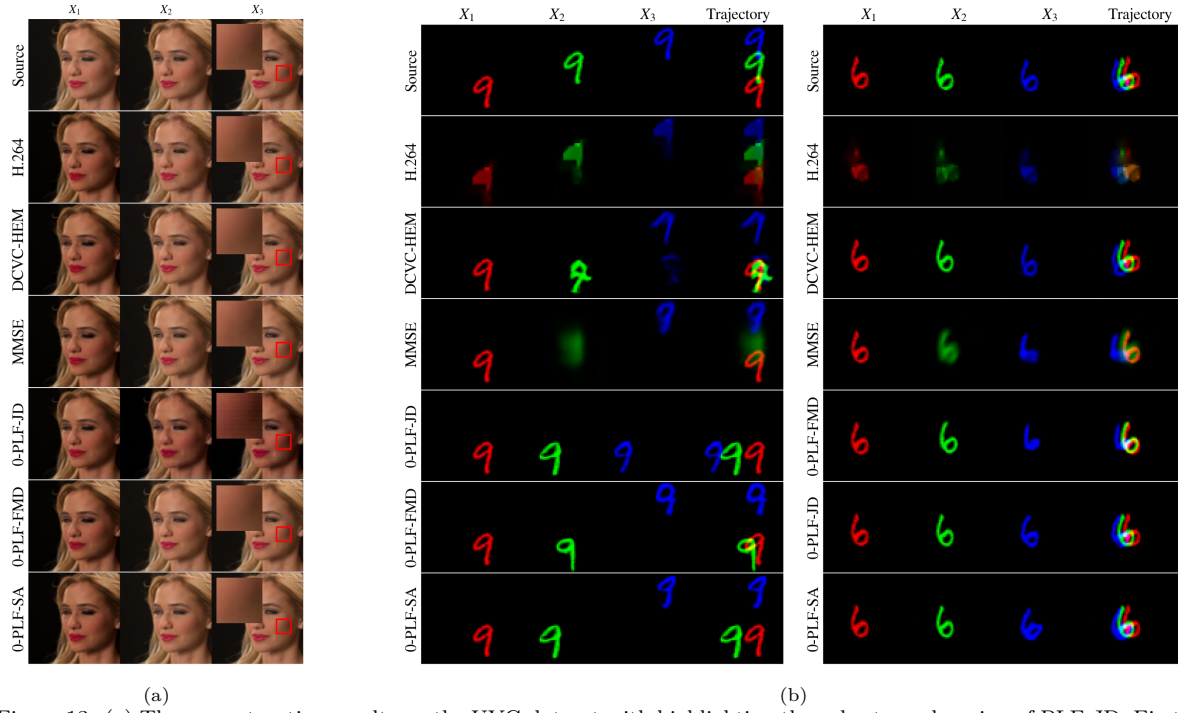 X₁ X₂ X₃
Source
H.264
DCVC-HEM
MMSE
0-PLF-JD
0-PLF-FMD
0-PLF-SA
(a)
X₁ X₂ X₃ Trajectory
Source
H.264
DCVC-HEM
MMSE
0-PLF-JD
0-PLF-FMD
0-PLF-SA
X₁ X₂ X₃ Trajectory
Source
H.264
DCVC-HEM
MMSE
0-PLF-FMD
0-PLF-JD
0-PLF-SA
(b)